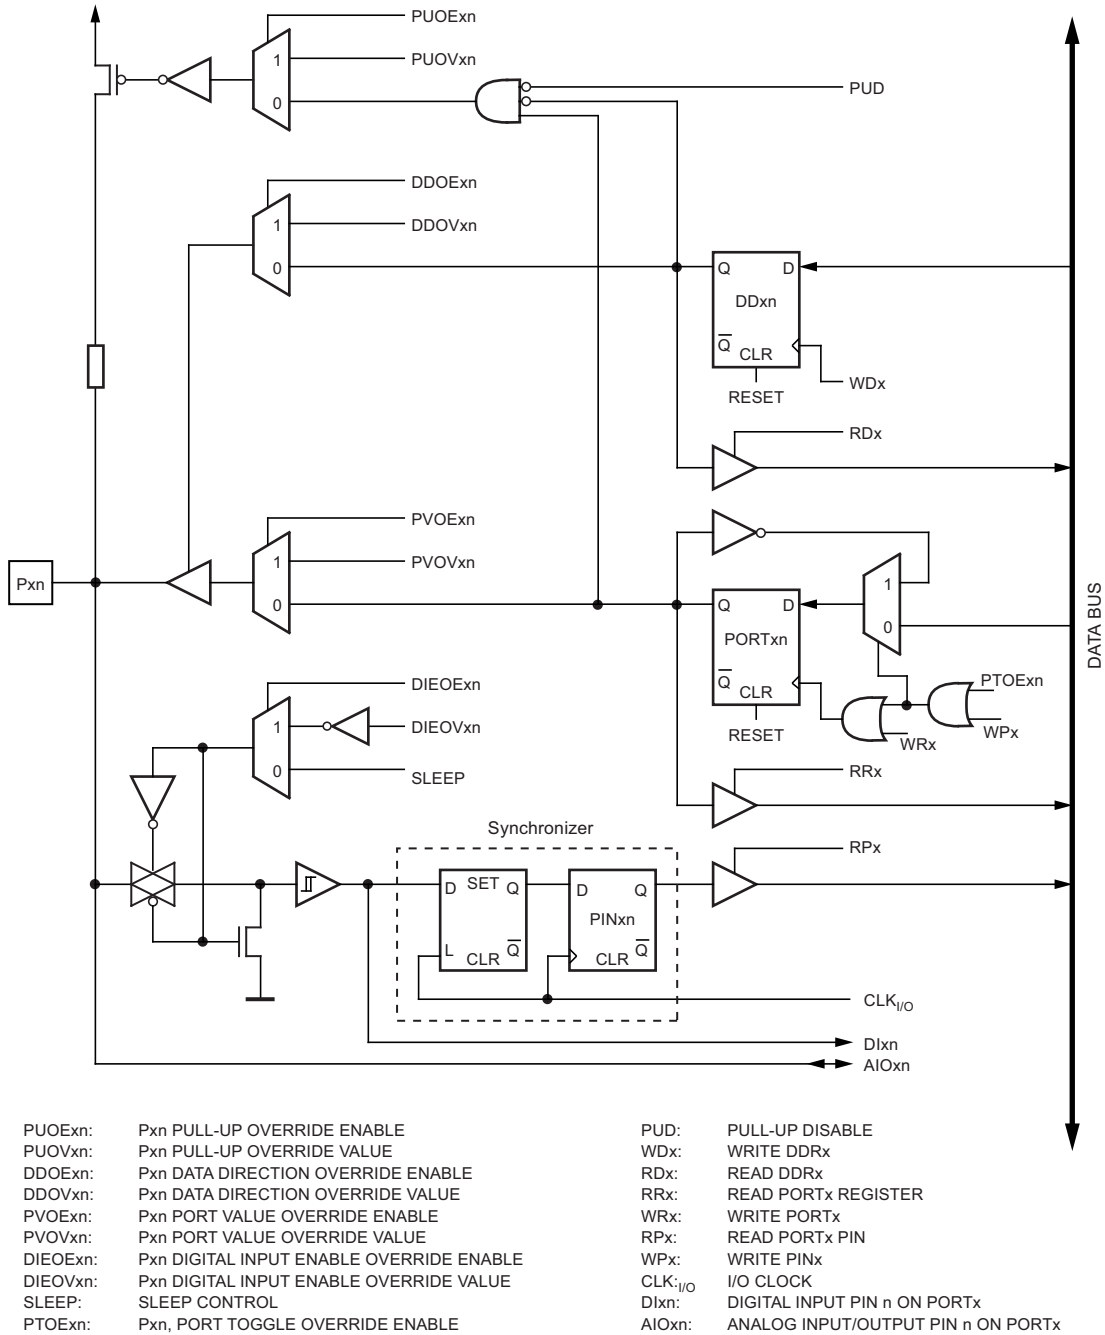 PUOExn
PUOVxn
1
0
PUD
DDOExn
DDOVxn
1
0
Q D
DDxn
Q
CLR
RESET
WDx
RDx
PVOExn
PVOVxn
1
0
Pxn
Q D
PORTxn
Q
CLR
RESET
1
0
PTOExn
WPx
WRx
DATA BUS
RRx
DIEOExn
DIEOVxn
1
0
SLEEP
Synchronizer
RPx
D SET Q
L
CLR
Q
D Q
PINxn
CLR Q
CLKI/O
DIxn
AIOxn
PUOExn: Pxn PULL-UP OVERRIDE ENABLE
PUOVxn: Pxn PULL-UP OVERRIDE VALUE
DDOExn: Pxn DATA DIRECTION OVERRIDE ENABLE
DDOVxn: Pxn DATA DIRECTION OVERRIDE VALUE
PVOExn: Pxn PORT VALUE OVERRIDE ENABLE
PVOVxn: Pxn PORT VALUE OVERRIDE VALUE
DIEOExn: Pxn DIGITAL INPUT ENABLE OVERRIDE ENABLE
DIEOVxn: Pxn DIGITAL INPUT ENABLE OVERRIDE VALUE
SLEEP: SLEEP CONTROL
PTOExn: Pxn, PORT TOGGLE OVERRIDE ENABLE
PUD: PULL-UP DISABLE
WDx: WRITE DDRx
RDx: READ DDRx
RRx: READ PORTx REGISTER
WRx: WRITE PORTx
RPx: READ PORTx PIN
WPx: WRITE PINx
CLK:I/O I/O CLOCK
DIxn: DIGITAL INPUT PIN n ON PORTx
AIOxn: ANALOG INPUT/OUTPUT PIN n ON PORTx